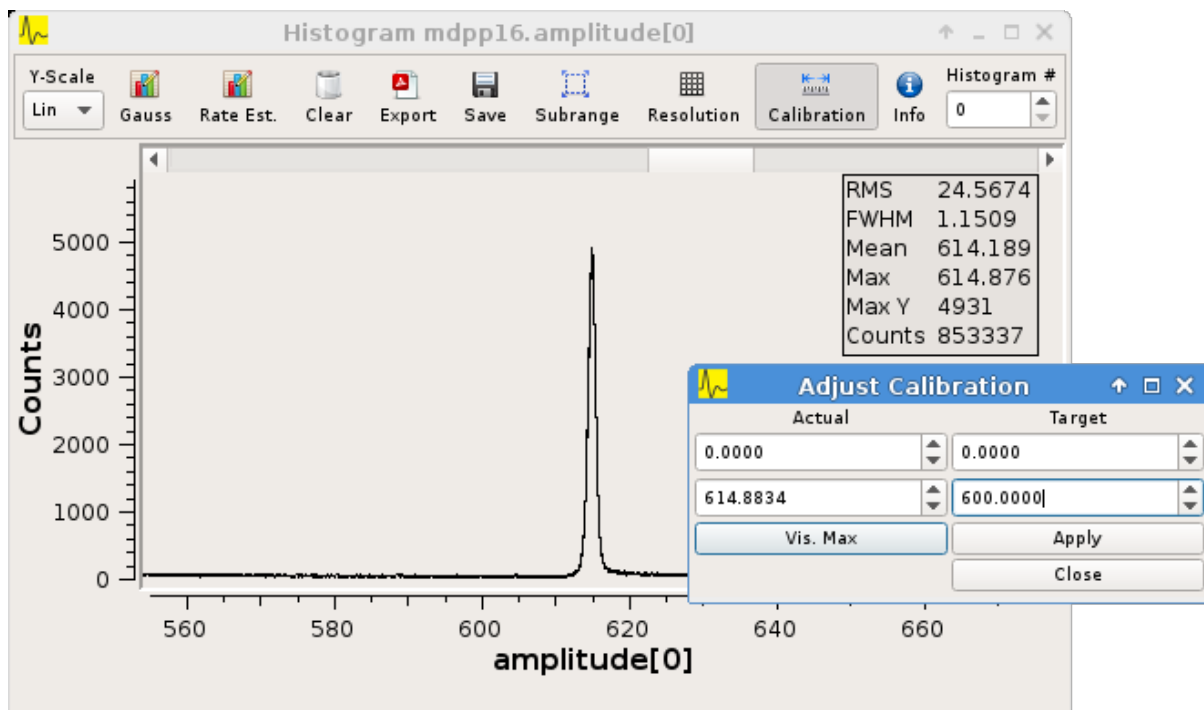 Histogram mdpp16.amplitude[0]
Y-Scale
Lin
Gauss
Rate Est.
Clear
Export
Save
Subrange
Resolution
Calibration
Info
Histogram #
0
RMS 24.5674
FWHM 1.1509
Mean 614.189
Max 614.876
Max Y 4931
Counts 853337
5000
4000
3000
2000
1000
0
Counts
560 580 600 620 640 660
amplitude[0]
Adjust Calibration
Actual Target
0.0000 0.0000
614.8834 600.0000
Vis. Max Apply
Close